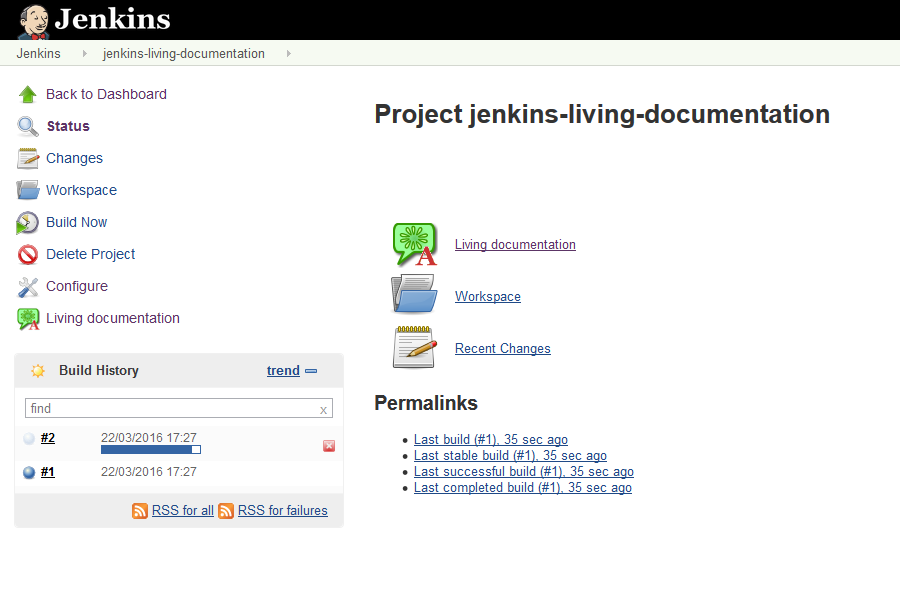 Jenkins
Jenkins jenkins-living-documentation
Back to Dashboard
Status
Changes
Workspace
Build Now
Delete Project
Configure
Living documentation
Build History trend
find x
#2 22/03/2016 17:27
#1 22/03/2016 17:27
RSS for all RSS for failures
Project jenkins-living-documentation
Living documentation
Workspace
Recent Changes
Permalinks
Last build (#1), 35 sec ago
Last stable build (#1), 35 sec ago
Last successful build (#1), 35 sec ago
Last completed build (#1), 35 sec ago